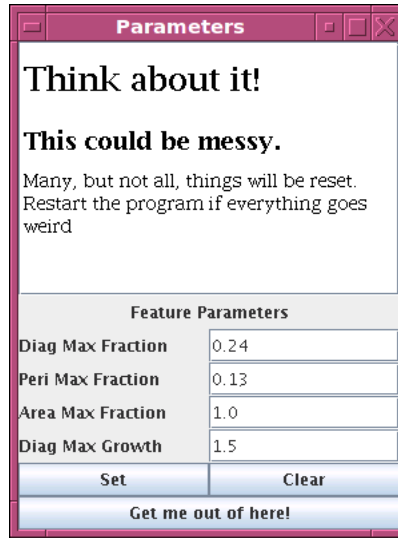 Parameters
Think about it!
This could be messy.
Many, but not all, things will be reset.
Restart the program if everything goes
weird
Feature Parameters
Diag Max Fraction 0.24
Peri Max Fraction 0.13
Area Max Fraction 1.0
Diag Max Growth 1.5
Set Clear
Get me out of here!